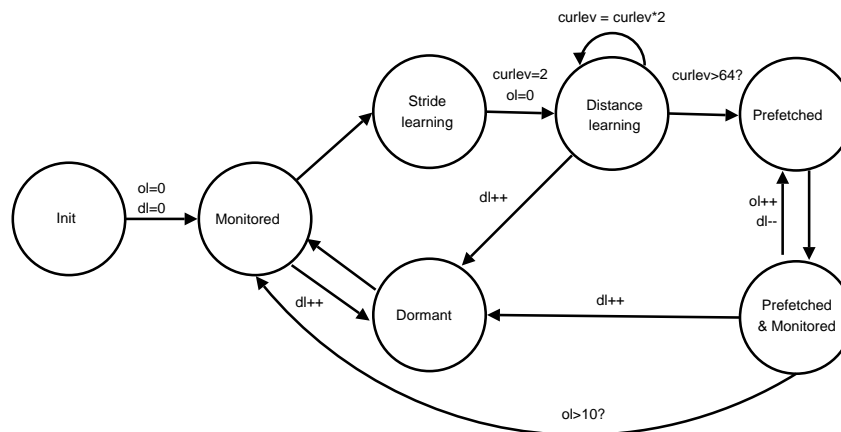 curlev = curlev*2
Stride
learning
curlev=2
ol=0
Distance
learning
curlev>64?
Prefetched
Init
ol=0
dl=0
Monitored
dl++
ol++
dl--
dl++
Dormant
dl++
Prefetched
& Monitored
ol>10?